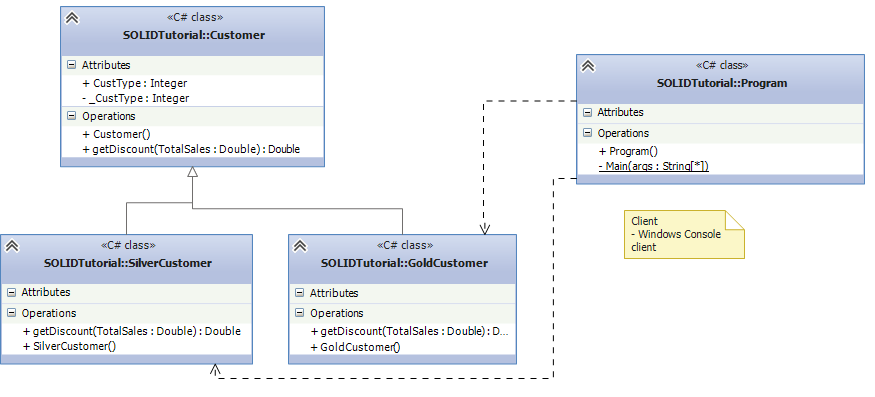 «C# class»
SOLIDTutorial::Customer
Attributes
+ CustType : Integer
- _CustType : Integer
Operations
+ Customer()
+ getDiscount(TotalSales : Double) : Double
«C# class»
SOLIDTutorial::Program
Attributes
Operations
+ Program()
- Main(args : String[*])
Client
- Windows Console
client
«C# class»
SOLIDTutorial::SilverCustomer
Attributes
Operations
+ getDiscount(TotalSales : Double) : Double
+ SilverCustomer()
«C# class»
SOLIDTutorial::GoldCustomer
Attributes
Operations
+ getDiscount(TotalSales : Double) : D...
+ GoldCustomer()